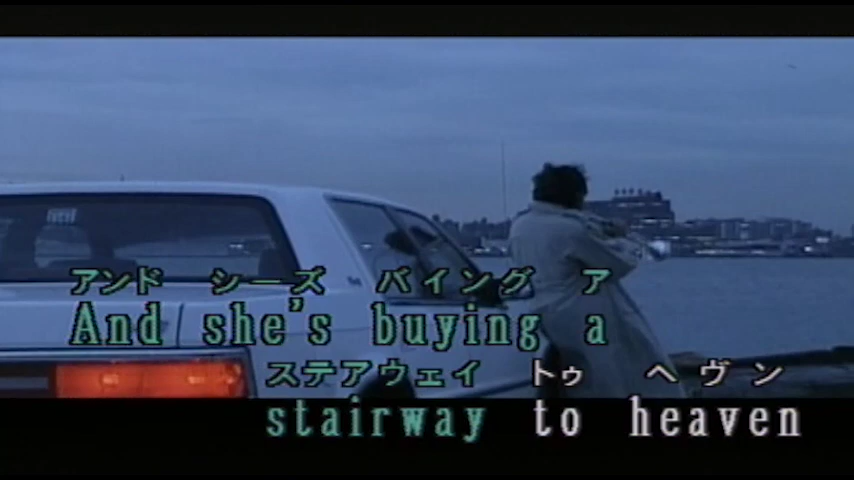 アンド シーズ バイング ア
And she's buying a
ステアウェイ トゥ ヘヴン
stairway to heaven